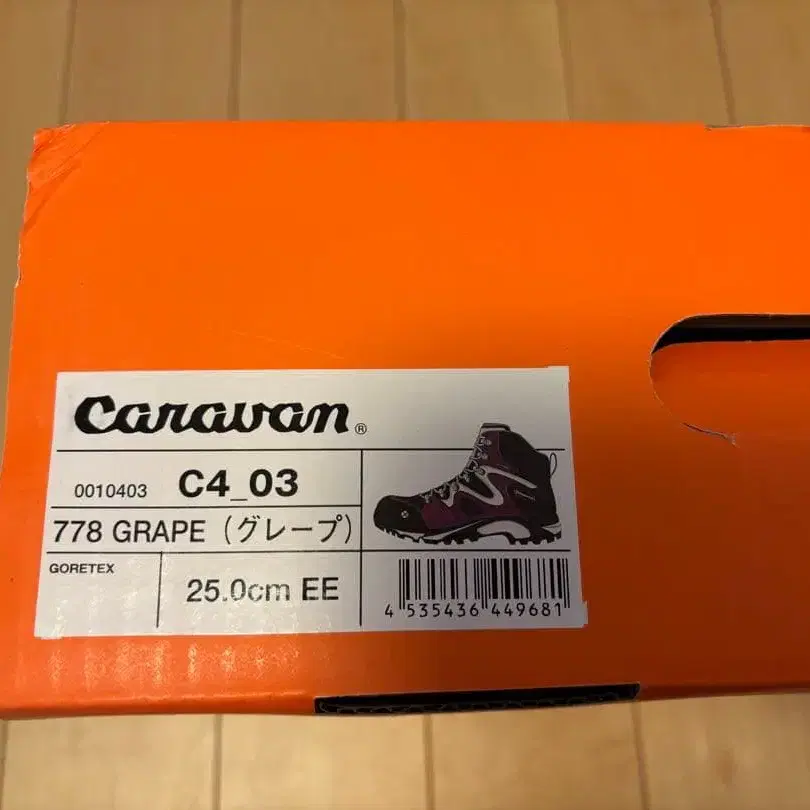 Caravan®
0010403 C4_03
778 GRAPE（グレープ）
GORETEX
25.0cm EE
4 535436 449681